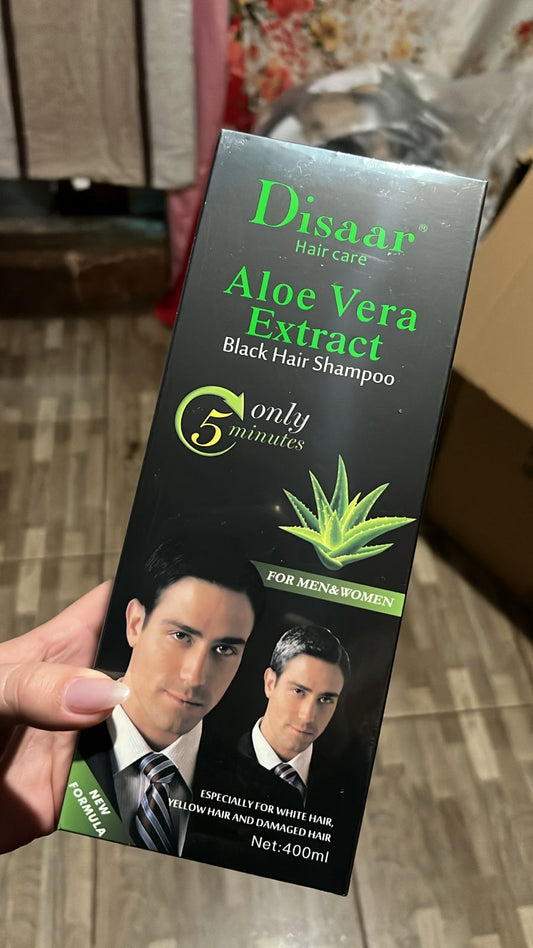 Disaar®
Hair care
Aloe Vera
Extract
Black Hair Shampoo
5 only
minutes
FOR MEN&WOMEN
NEW
FORMULA
ESPECIALLY FOR WHITE HAIR,
YELLOW HAIR AND DAMAGED HAIR
Net:400ml